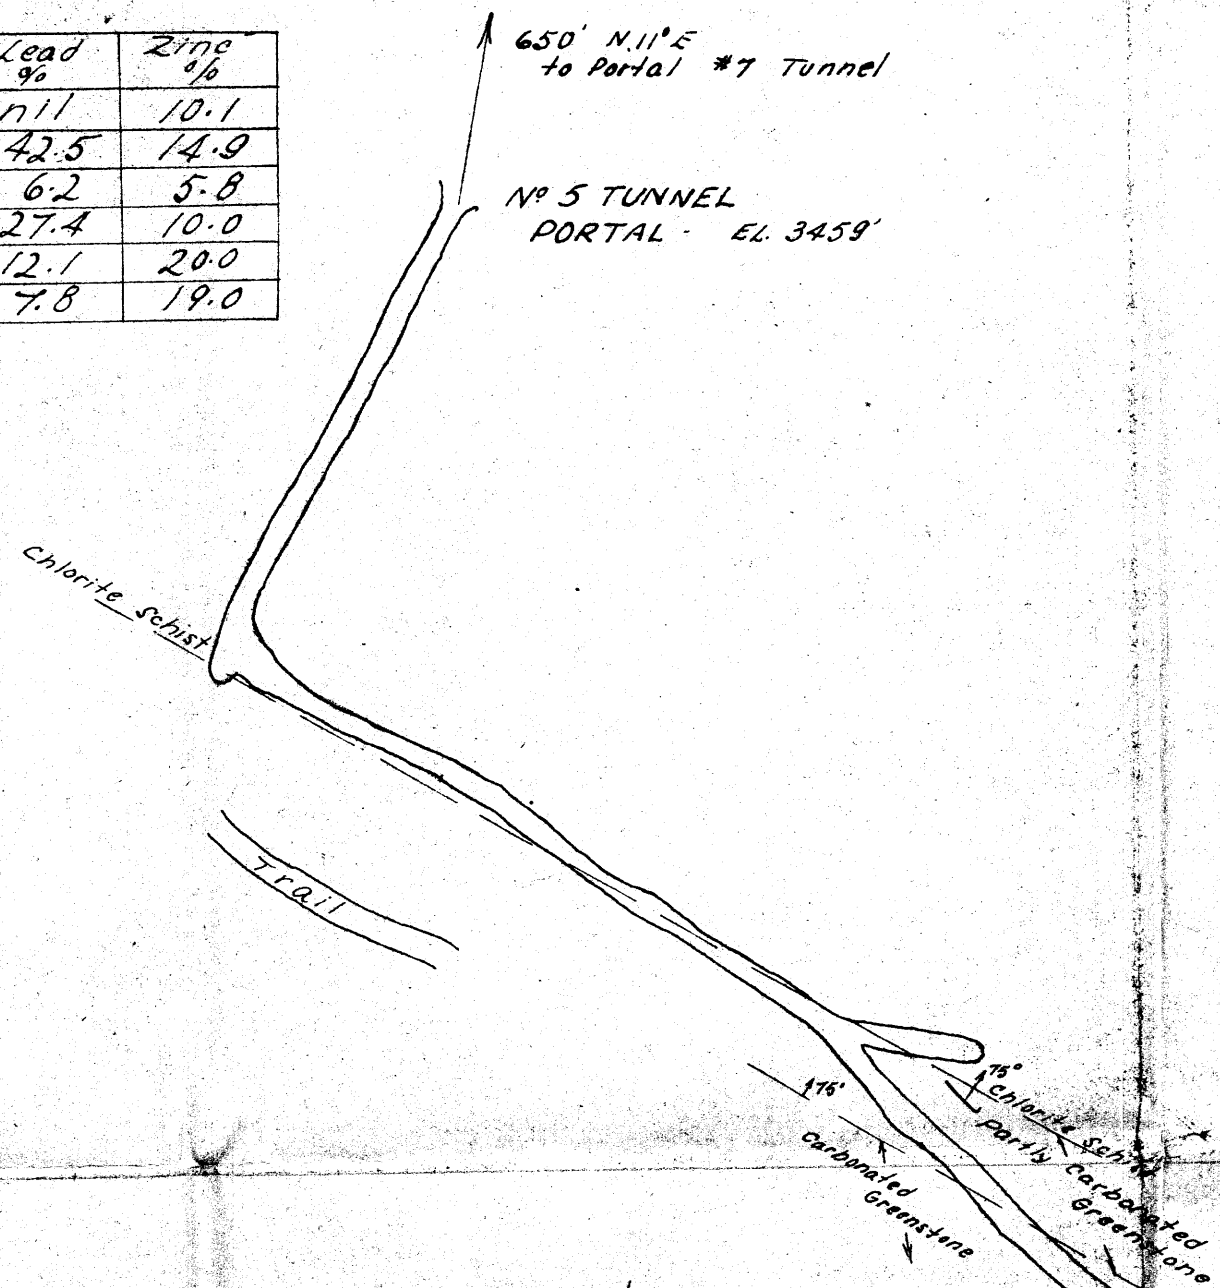 Lead Zinc
% %
nil 10.1
42.5 14.9
6.2 5.8
27.4 10.0
12.1 20.0
7.8 19.0
650' N.11°E
to Portal #7 Tunnel
Nº 5 TUNNEL
PORTAL - EL. 3459'
Chlorite Schist
Trail
75°
75°
Chlorite Schist
Partly Carbonated
Greenstone
Carbonated
Greenstone